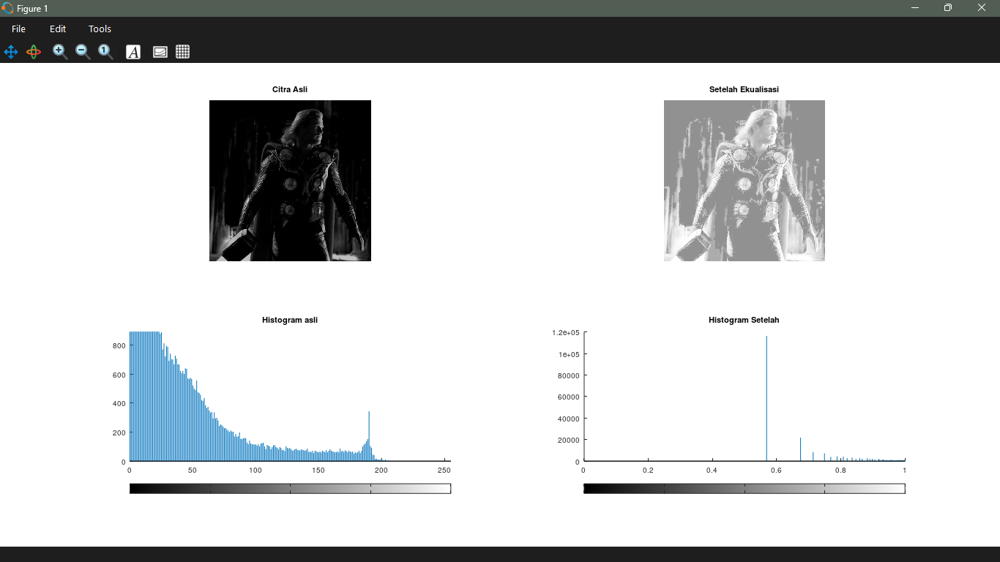 Figure 1
File Edit Tools
1
A
Citra Asli
Setelah Ekualisasi
Histogram asli
800
600
400
200
0
0 50 100 150 200 250
Histogram Setelah
1.2e+05
1e+05
80000
60000
40000
20000
0
0 0.2 0.4 0.6 0.8 1